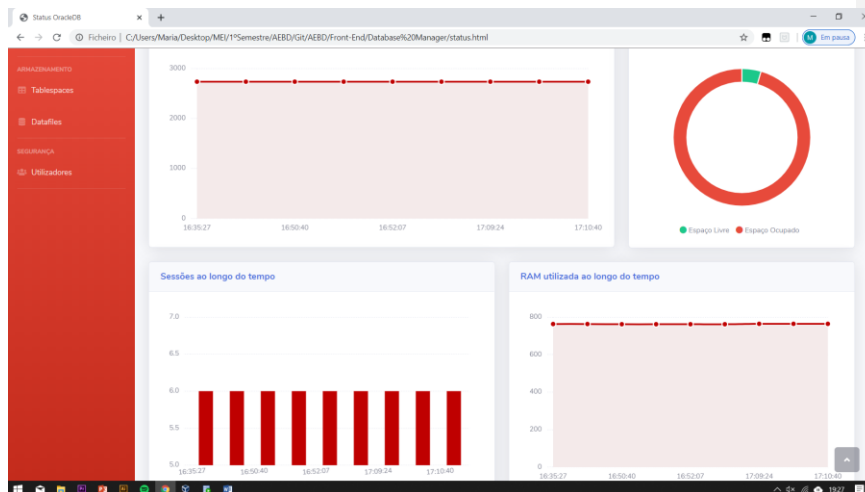 Status OracleDB
Ficheiro | C:/Users/Maria/Desktop/MEI/1ºSemestre/AEBD/Git/AEBD/Front-End/Database%20Manager/status.html
M Em pausa
ARMAZENAMENTO
Tablespaces
Datafiles
SEGURANÇA
Utilizadores
3000
2000
1000
0
16:35:27 16:50:40 16:52:07 17:09:24 17:10:40
Espaço Livre Espaço Ocupado
Sessões ao longo do tempo
7.0
6.5
6.0
5.5
5.0
16:35:27 16:50:40 16:52:07 17:09:24 17:10:40
RAM utilizada ao longo do tempo
800
600
400
200
0
16:35:27 16:50:40 16:52:07 17:09:24 17:10:40
19:27